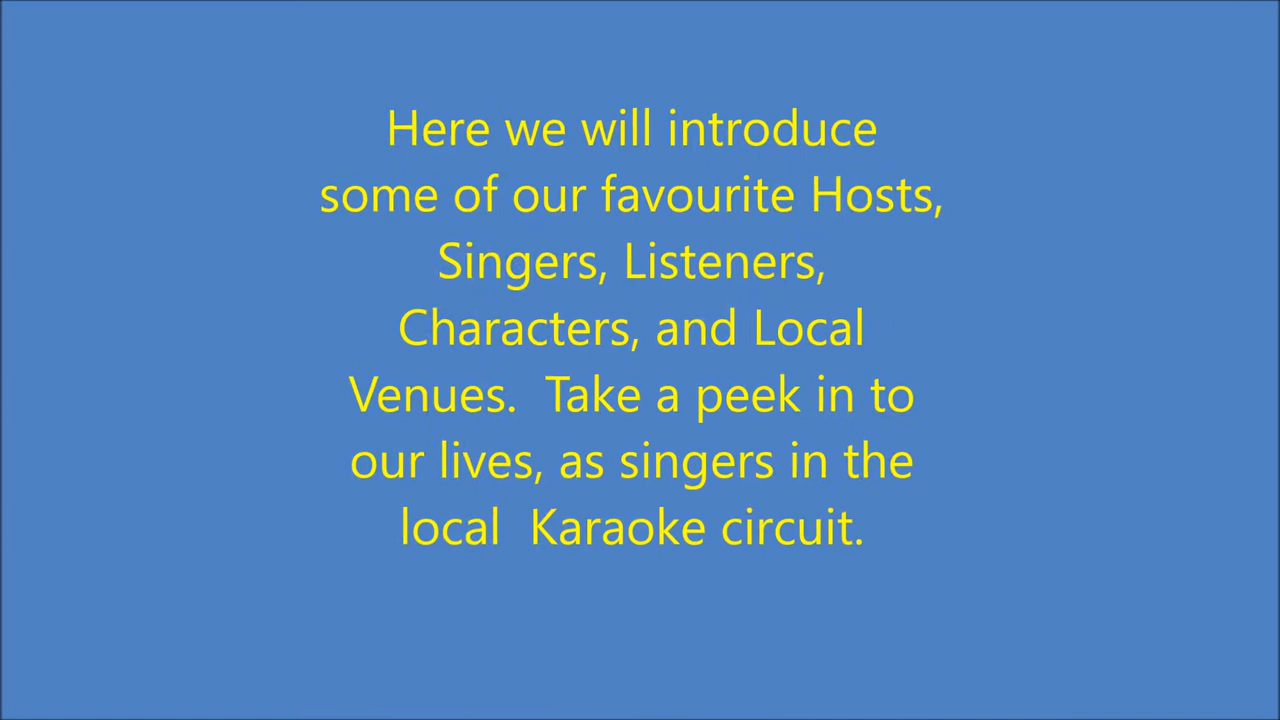 Here we will introduce
some of our favourite Hosts,
Singers, Listeners,
Characters, and Local
Venues.  Take a peek in to
our lives, as singers in the
local  Karaoke circuit.